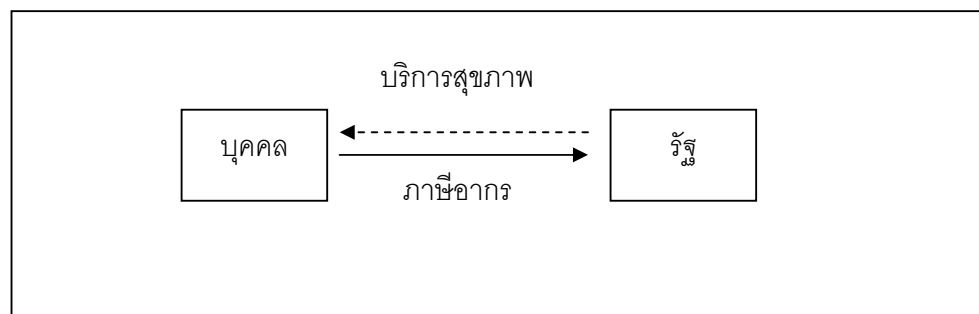 บริการสุขภาพ
บุคคล
รัฐ
ภาษีอากร